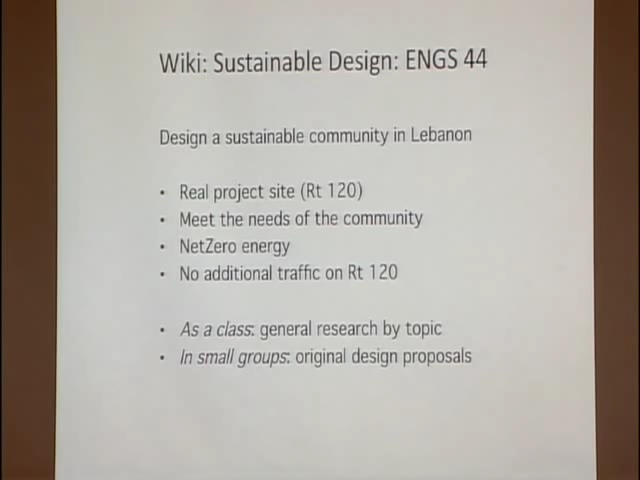 Wiki: Sustainable Design: ENGS 44
Design a sustainable community in Lebanon
• Real project site (Rt 120)
• Meet the needs of the community
• NetZero energy
• No additional traffic on Rt 120
• As a class: general research by topic
• In small groups: original design proposals